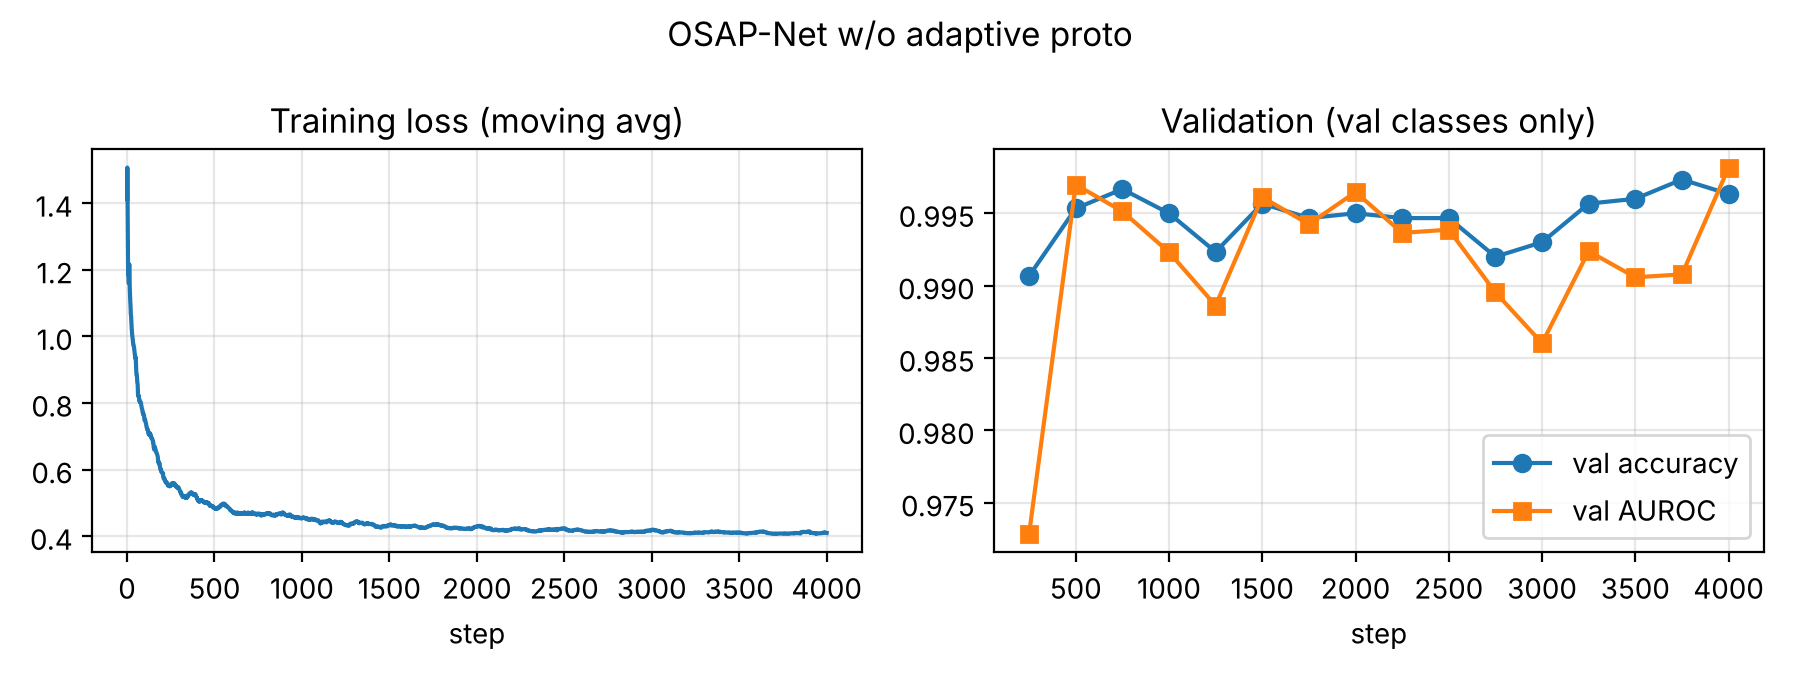 OSAP-Net w/o adaptive proto
Training loss (moving avg)
1.4
1.2
1.0
0.8
0.6
0.4
0 500 1000 1500 2000 2500 3000 3500 4000
step
Validation (val classes only)
0.995
0.990
0.985
0.980
0.975
val accuracy
val AUROC
500 1000 1500 2000 2500 3000 3500 4000
step